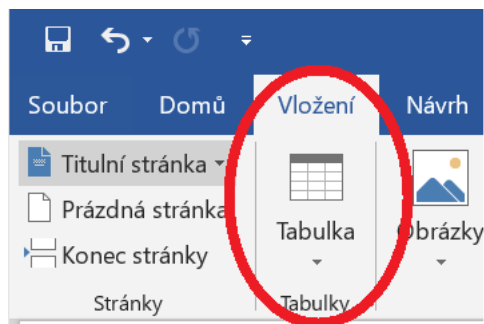 Soubor Domů Vložení Návrh
Titulní stránka
Prázdná stránka
Konec stránky
Tabulka
Obrázky
Stránky
Tabulky